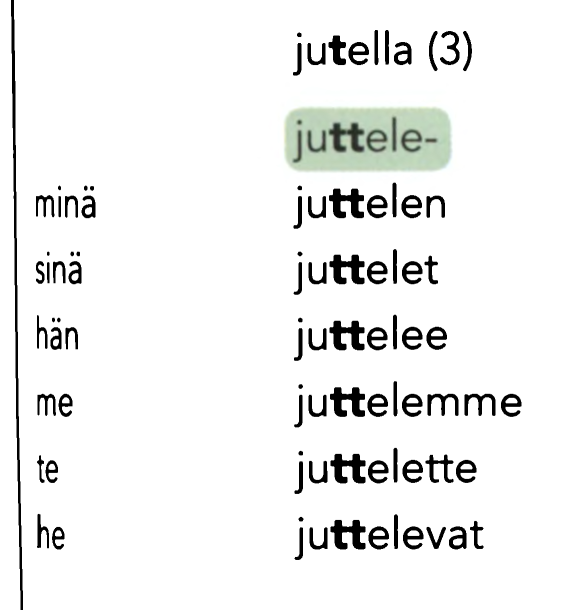 jutella (3)
juttele-
minä juttelen
sinä juttelet
hän juttelee
me juttelemme
te juttelette
he juttelevat